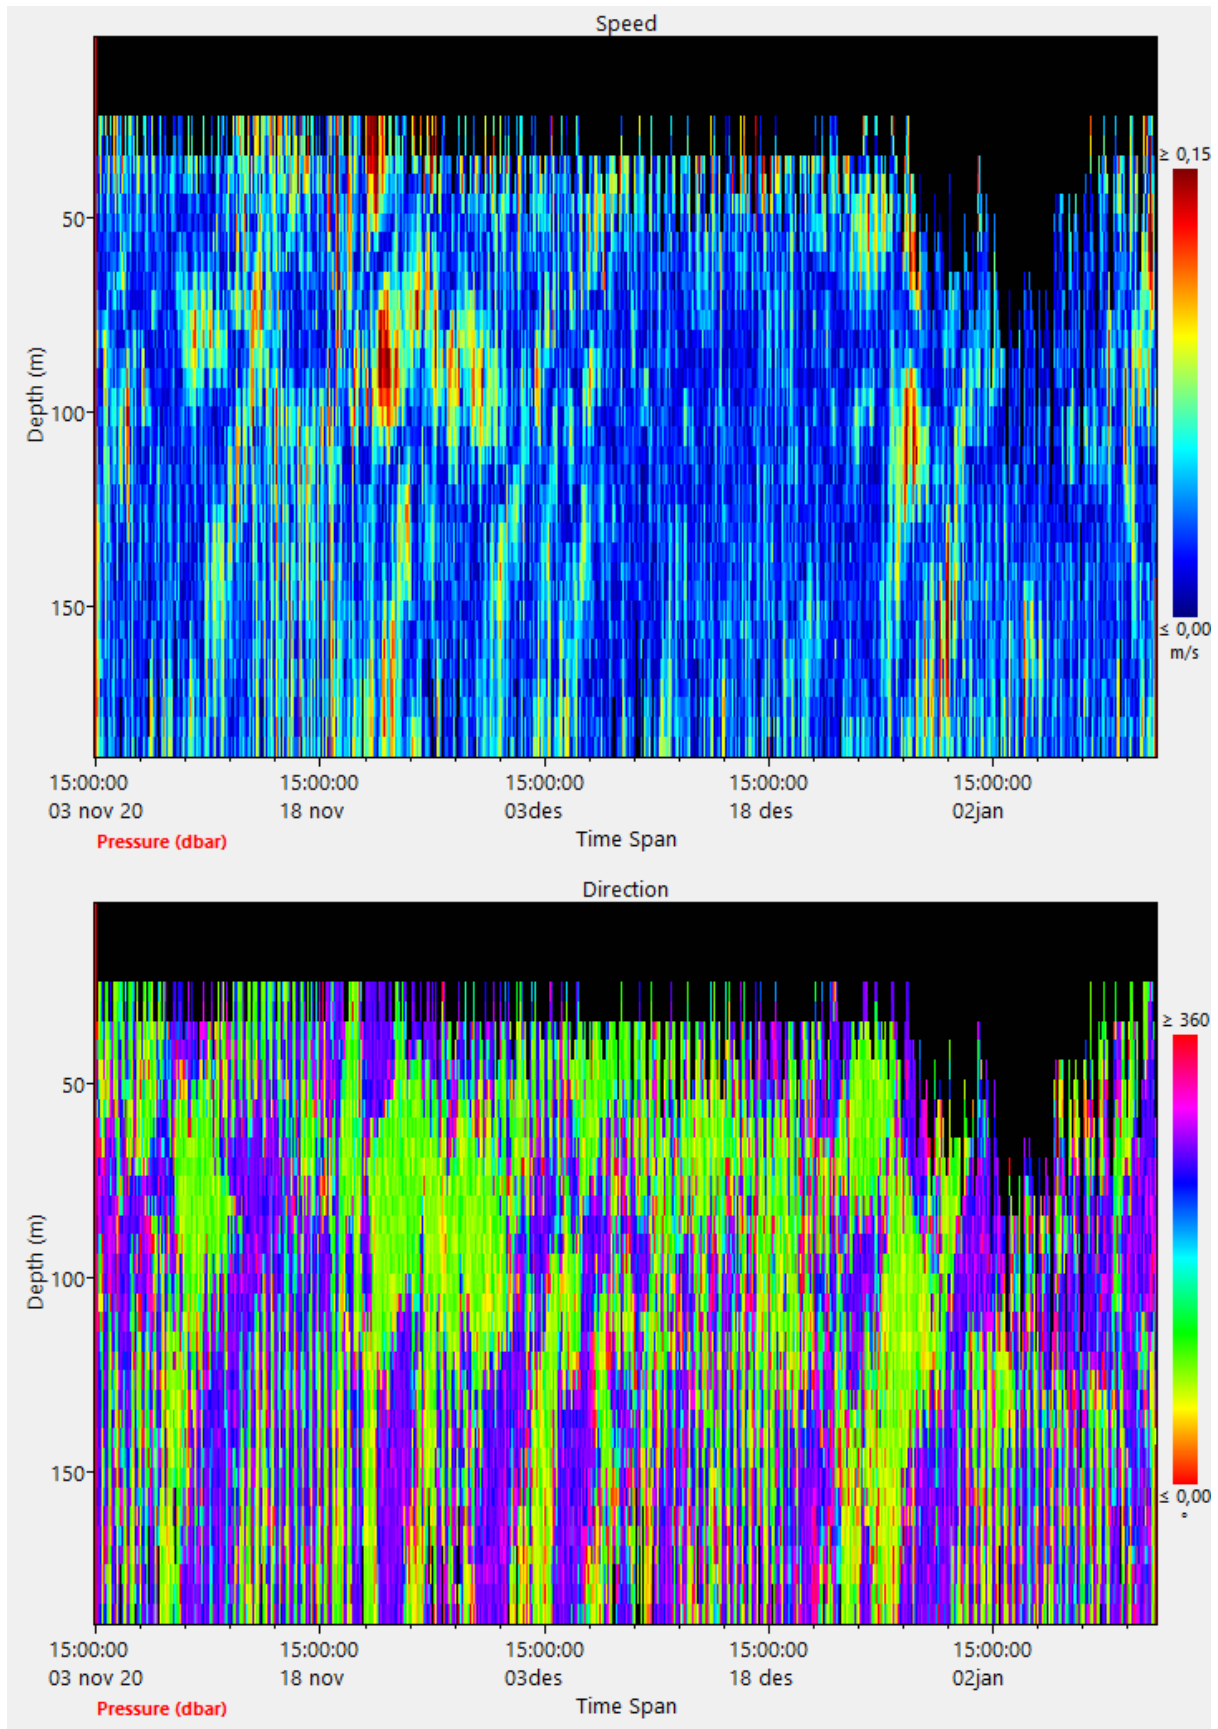 Speed
≥ 0,15
50
Depth (m)
100
150
≤ 0,00
m/s
15:00:00 15:00:00 15:00:00 15:00:00 15:00:00
03 nov 20 18 nov 03des 18 des 02jan
Pressure (dbar) Time Span
Direction
≥ 360
50
Depth (m)
100
150
≤ 0,00
°
15:00:00 15:00:00 15:00:00 15:00:00 15:00:00
03 nov 20 18 nov 03des 18 des 02jan
Pressure (dbar) Time Span